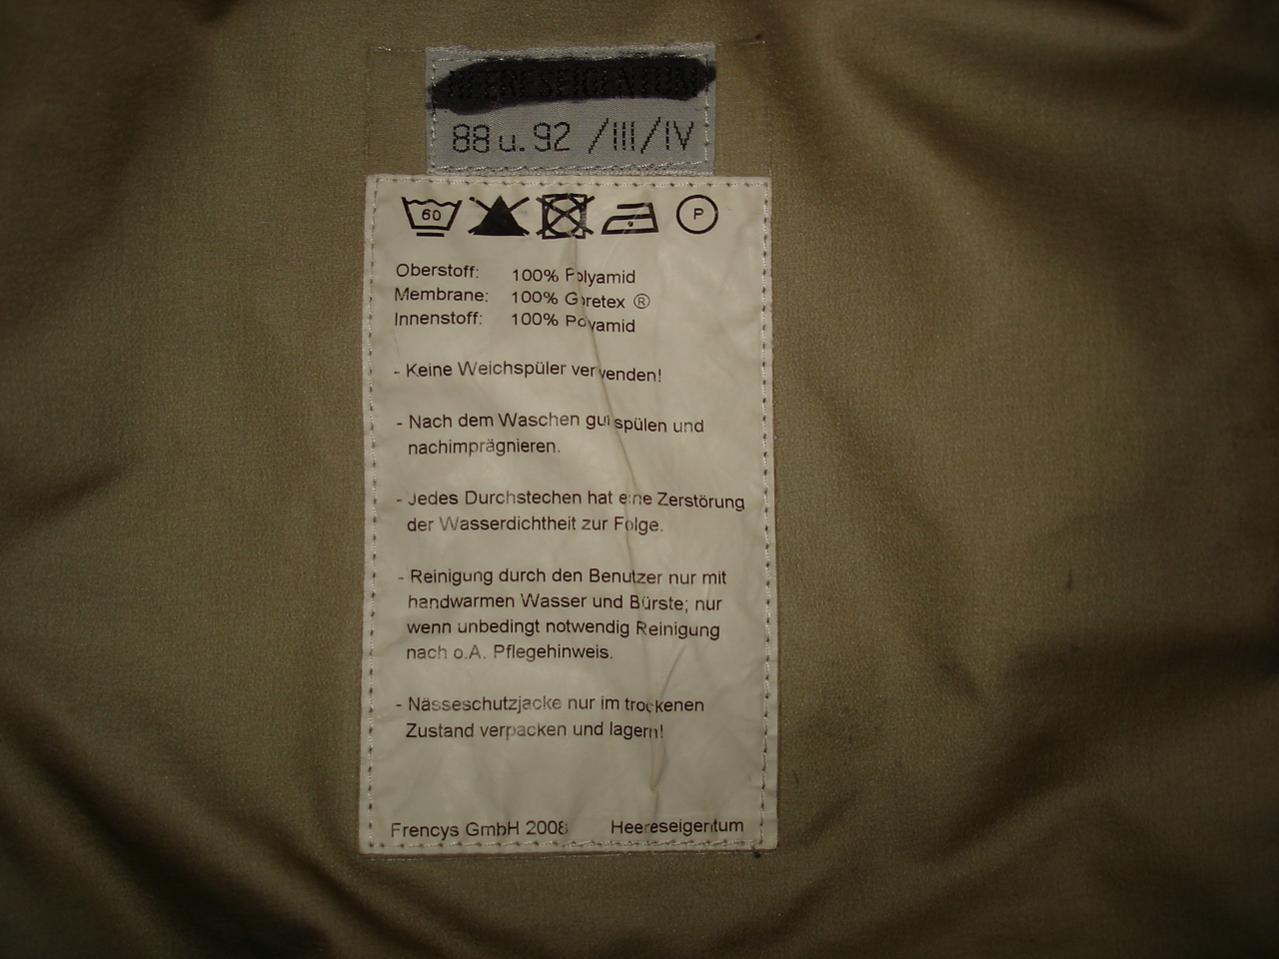 HEERESEIGENTUM
88 u. 92 /III/IV
60 P
Oberstoff: 100% Polyamid
Membrane: 100% Goretex ®
Innenstoff: 100% Poyamid
- Keine Weichspüler verwenden!
- Nach dem Waschen gut spülen und
nachimprägnieren.
- Jedes Durchstechen hat eine Zerstörung
der Wasserdichtheit zur Folge.
- Reinigung durch den Benutzer nur mit
handwarmen Wasser und Bürste; nur
wenn unbedingt notwendig Reinigung
nach o.A. Pflegehinweis.
- Nässeschutzjacke nur im trockenen
Zustand verpacken und lagern!
Frencys GmbH 2008 Heereseigentum